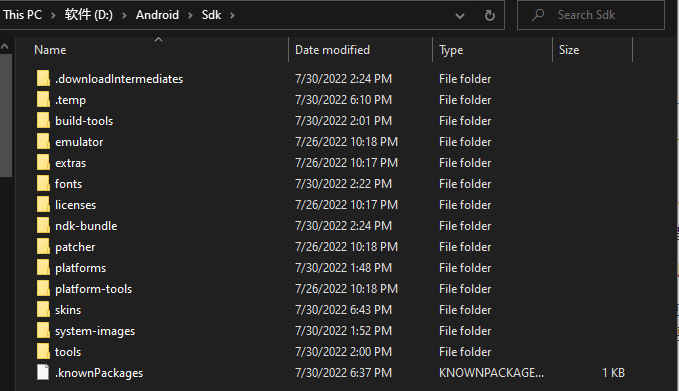 This PC > 软件 (D:) > Android > Sdk >
Search Sdk
Name Date modified Type Size
.downloadIntermediates 7/30/2022 2:24 PM File folder
.temp 7/30/2022 6:10 PM File folder
build-tools 7/30/2022 2:01 PM File folder
emulator 7/26/2022 10:18 PM File folder
extras 7/26/2022 10:17 PM File folder
fonts 7/30/2022 2:22 PM File folder
licenses 7/26/2022 10:17 PM File folder
ndk-bundle 7/30/2022 2:24 PM File folder
patcher 7/26/2022 10:18 PM File folder
platforms 7/30/2022 1:48 PM File folder
platform-tools 7/26/2022 10:18 PM File folder
skins 7/30/2022 6:43 PM File folder
system-images 7/30/2022 1:52 PM File folder
tools 7/30/2022 2:00 PM File folder
.knownPackages 7/30/2022 6:37 PM KNOWNPACKAGE... 1 KB